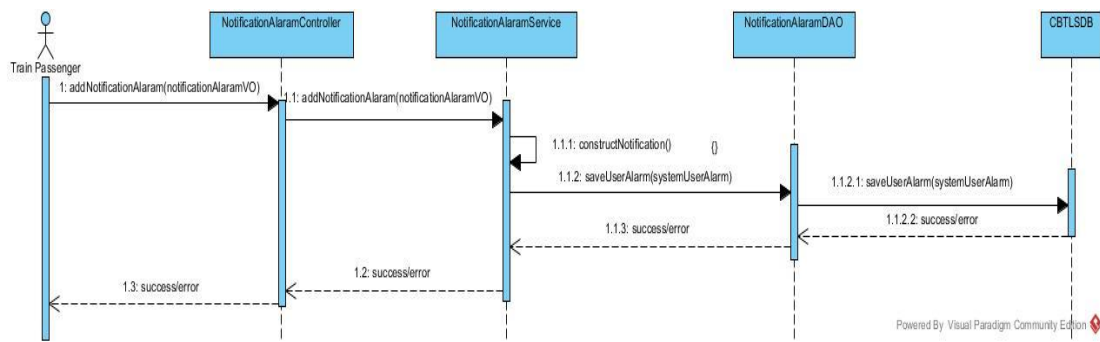 NotificationAlaramController
NotificationAlaramService
NotificationAlaramDAO
CBTLSDB
Train Passenger
1: addNotificationAlaram(notificationAlaramVO)
1.1: addNotificationAlaram(notificationAlaramVO)
1.1.1: constructNotification()
{}
1.1.2: saveUserAlarm(systemUserAlarm)
1.1.2.1: saveUserAlarm(systemUserAlarm)
1.1.2.2: success/error
1.1.3: success/error
1.2: success/error
1.3: success/error
Powered By Visual Paradigm Community Edition